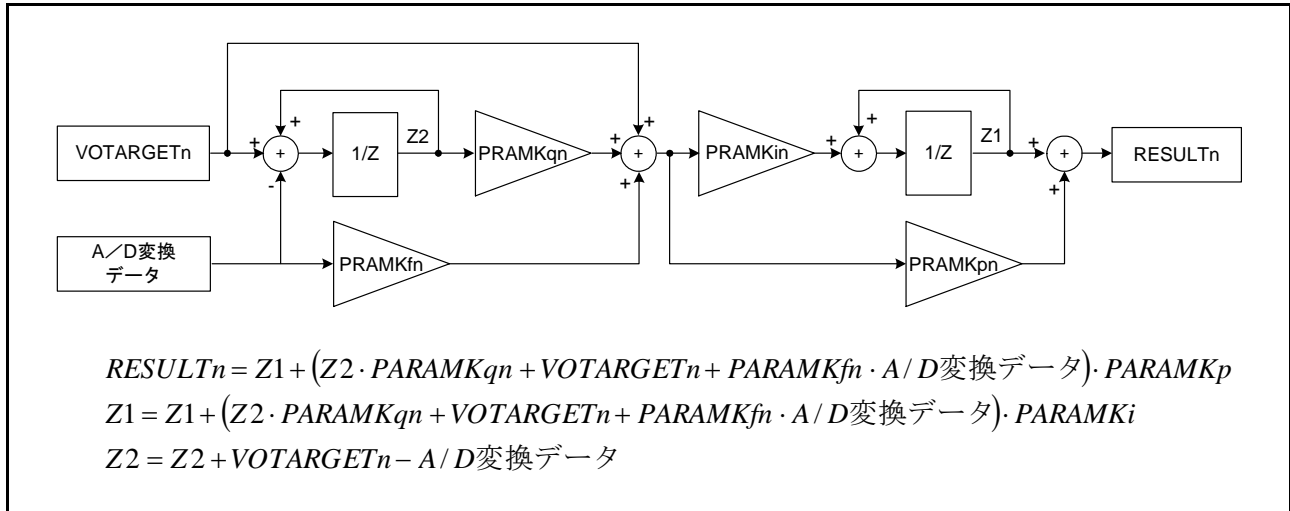 VOTARGETn
A／D変換
データ
+
+
+
-
1/Z
Z2
PRAMKqn
PRAMKfn
+
+
+
+
PRAMKin
+
+
+
1/Z
Z1
PRAMKpn
+
+
+
RESULTn
RESULTn = Z1 + (Z2 · PARAMKqn + VOTARGETn + PARAMKfn · A/D変換データ) · PARAMKp
Z1 = Z1 + (Z2 · PARAMKqn + VOTARGETn + PARAMKfn · A/D変換データ) · PARAMKi
Z2 = Z2 + VOTARGETn − A/D変換データ